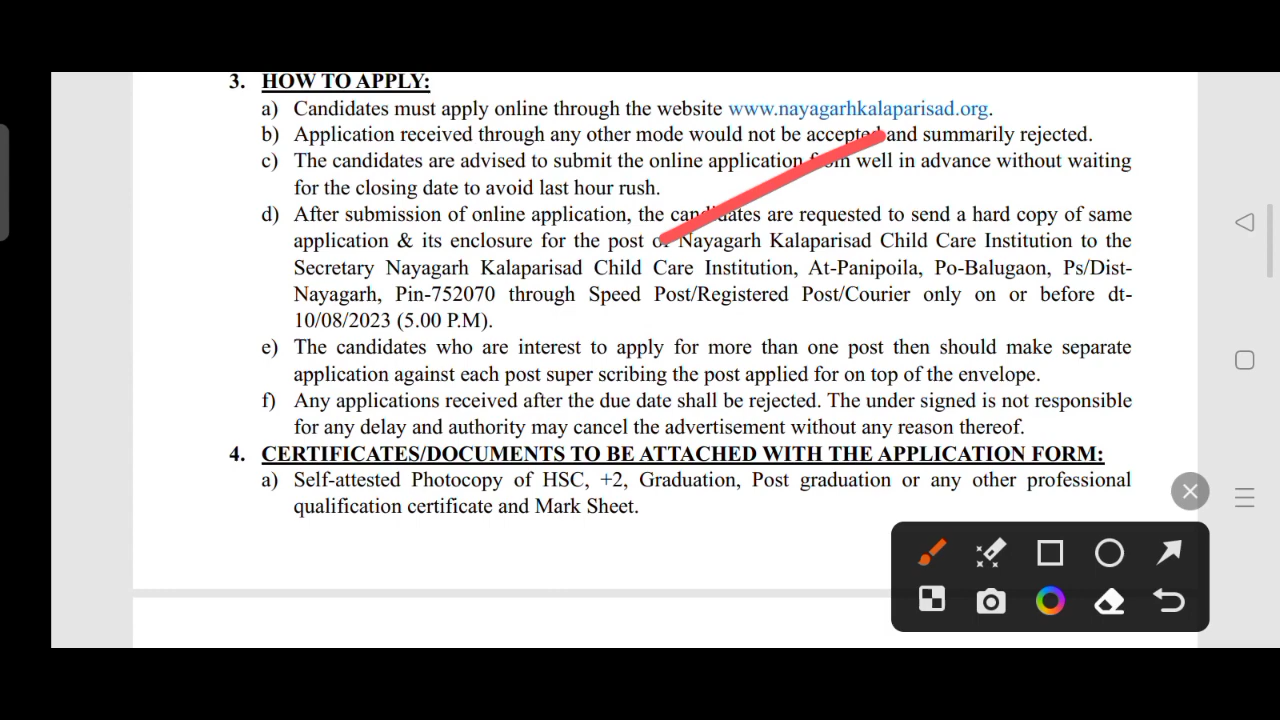 3. HOW TO APPLY:
a) Candidates must apply online through the website www.nayagarhkalaparisad.org.
b) Application received through any other mode would not be accepted and summarily rejected.
c) The candidates are advised to submit the online application from well in advance without waiting
for the closing date to avoid last hour rush.
d) After submission of online application, the candidates are requested to send a hard copy of same
application & its enclosure for the post of Nayagarh Kalaparisad Child Care Institution to the
Secretary Nayagarh Kalaparisad Child Care Institution, At-Panipoila, Po-Balugaon, Ps/Dist-
Nayagarh, Pin-752070 through Speed Post/Registered Post/Courier only on or before dt-
10/08/2023 (5.00 P.M).
e) The candidates who are interest to apply for more than one post then should make separate
application against each post super scribing the post applied for on top of the envelope.
f) Any applications received after the due date shall be rejected. The under signed is not responsible
for any delay and authority may cancel the advertisement without any reason thereof.
4. CERTIFICATES/DOCUMENTS TO BE ATTACHED WITH THE APPLICATION FORM:
a) Self-attested Photocopy of HSC, +2, Graduation, Post graduation or any other professional
qualification certificate and Mark Sheet.